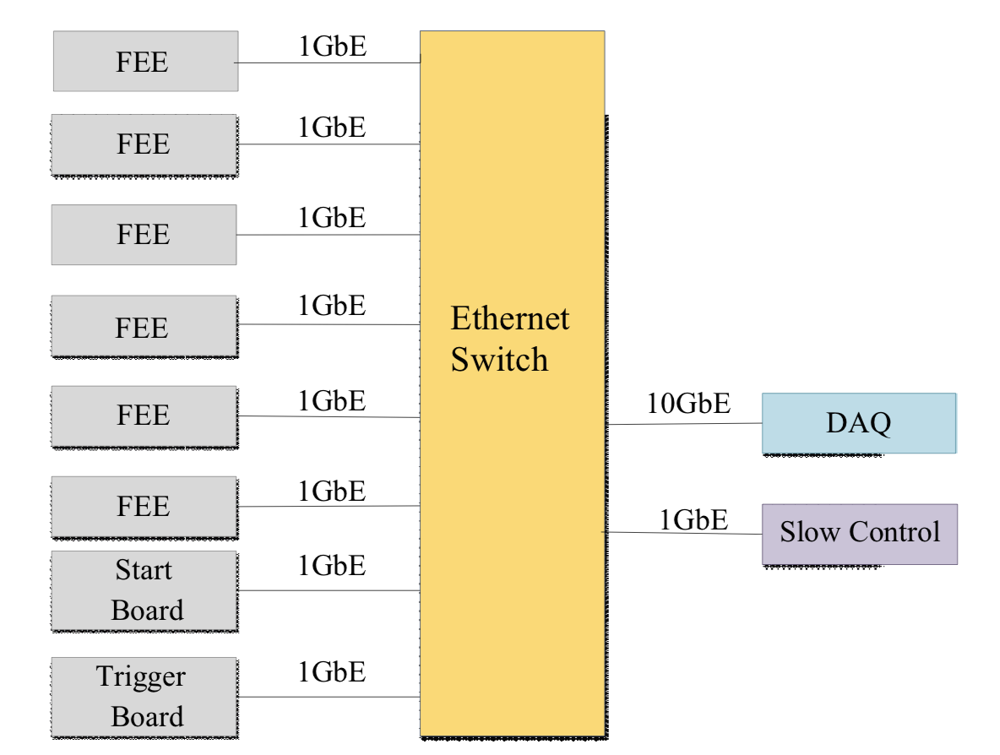 FEE
1GbE
FEE
1GbE
FEE
1GbE
FEE
1GbE
FEE
1GbE
FEE
1GbE
Start
Board
1GbE
Trigger
Board
1GbE
Ethernet
Switch
10GbE
DAQ
1GbE
Slow Control